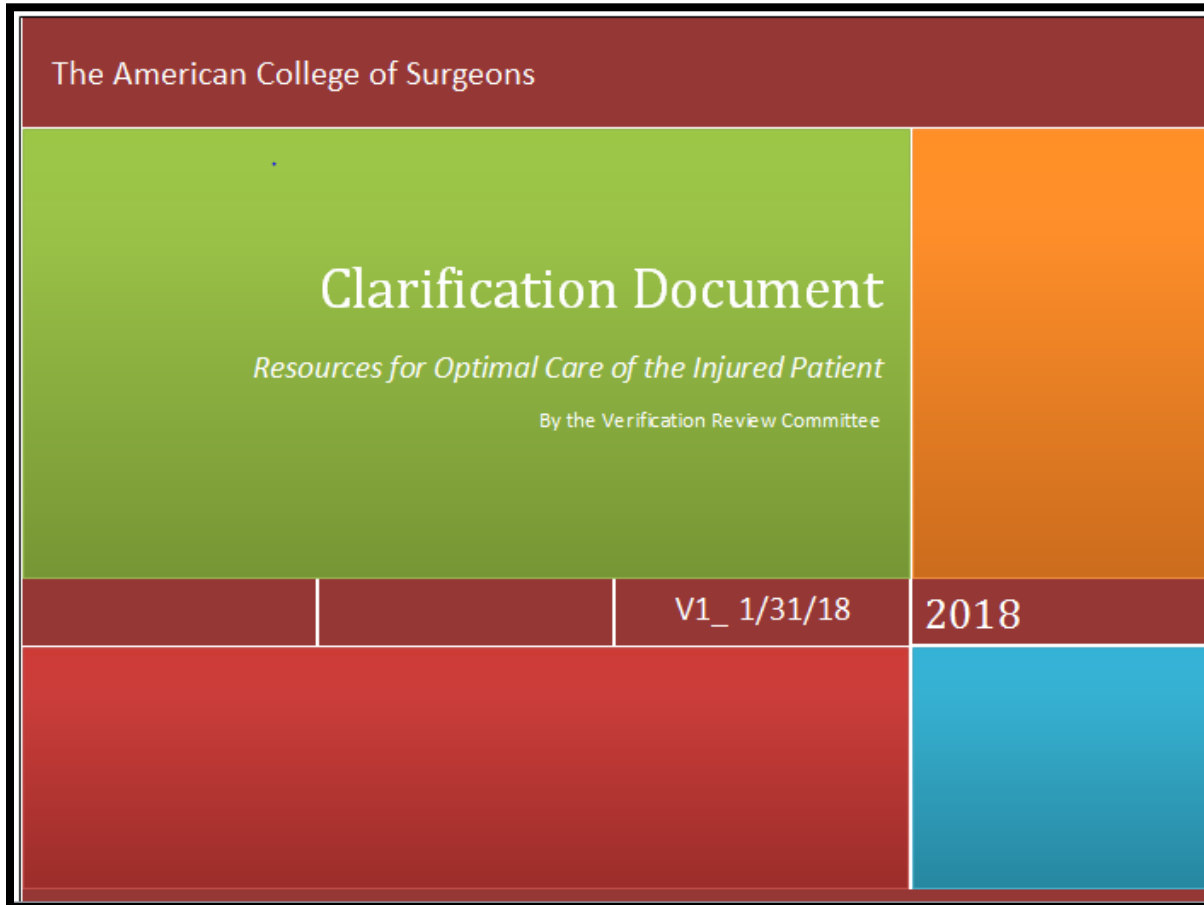 The American College of Surgeons
Clarification Document
Resources for Optimal Care of the Injured Patient
By the Verification Review Committee
V1_ 1/31/18
2018